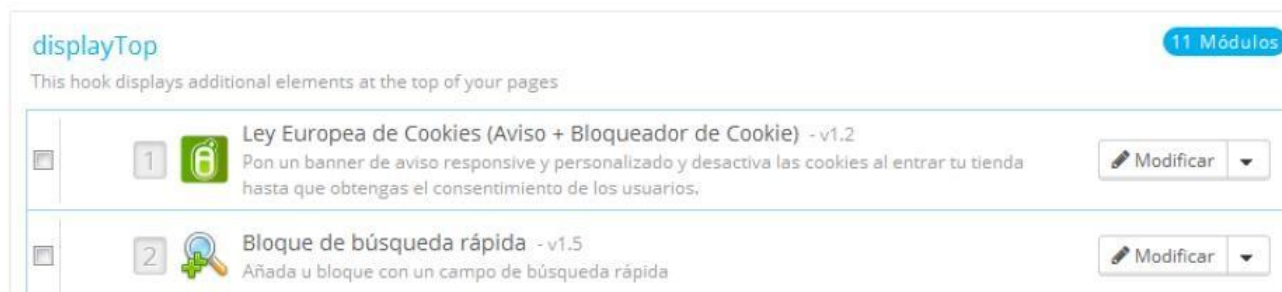 displayTop
11 Módulos
This hook displays additional elements at the top of your pages
1
Ley Europea de Cookies (Aviso + Bloqueador de Cookie) - v1.2
Pon un banner de aviso responsive y personalizado y desactiva las cookies al entrar tu tienda
hasta que obtengas el consentimiento de los usuarios.
Modificar
2
Bloque de búsqueda rápida - v1.5
Añada u bloque con un campo de búsqueda rápida
Modificar